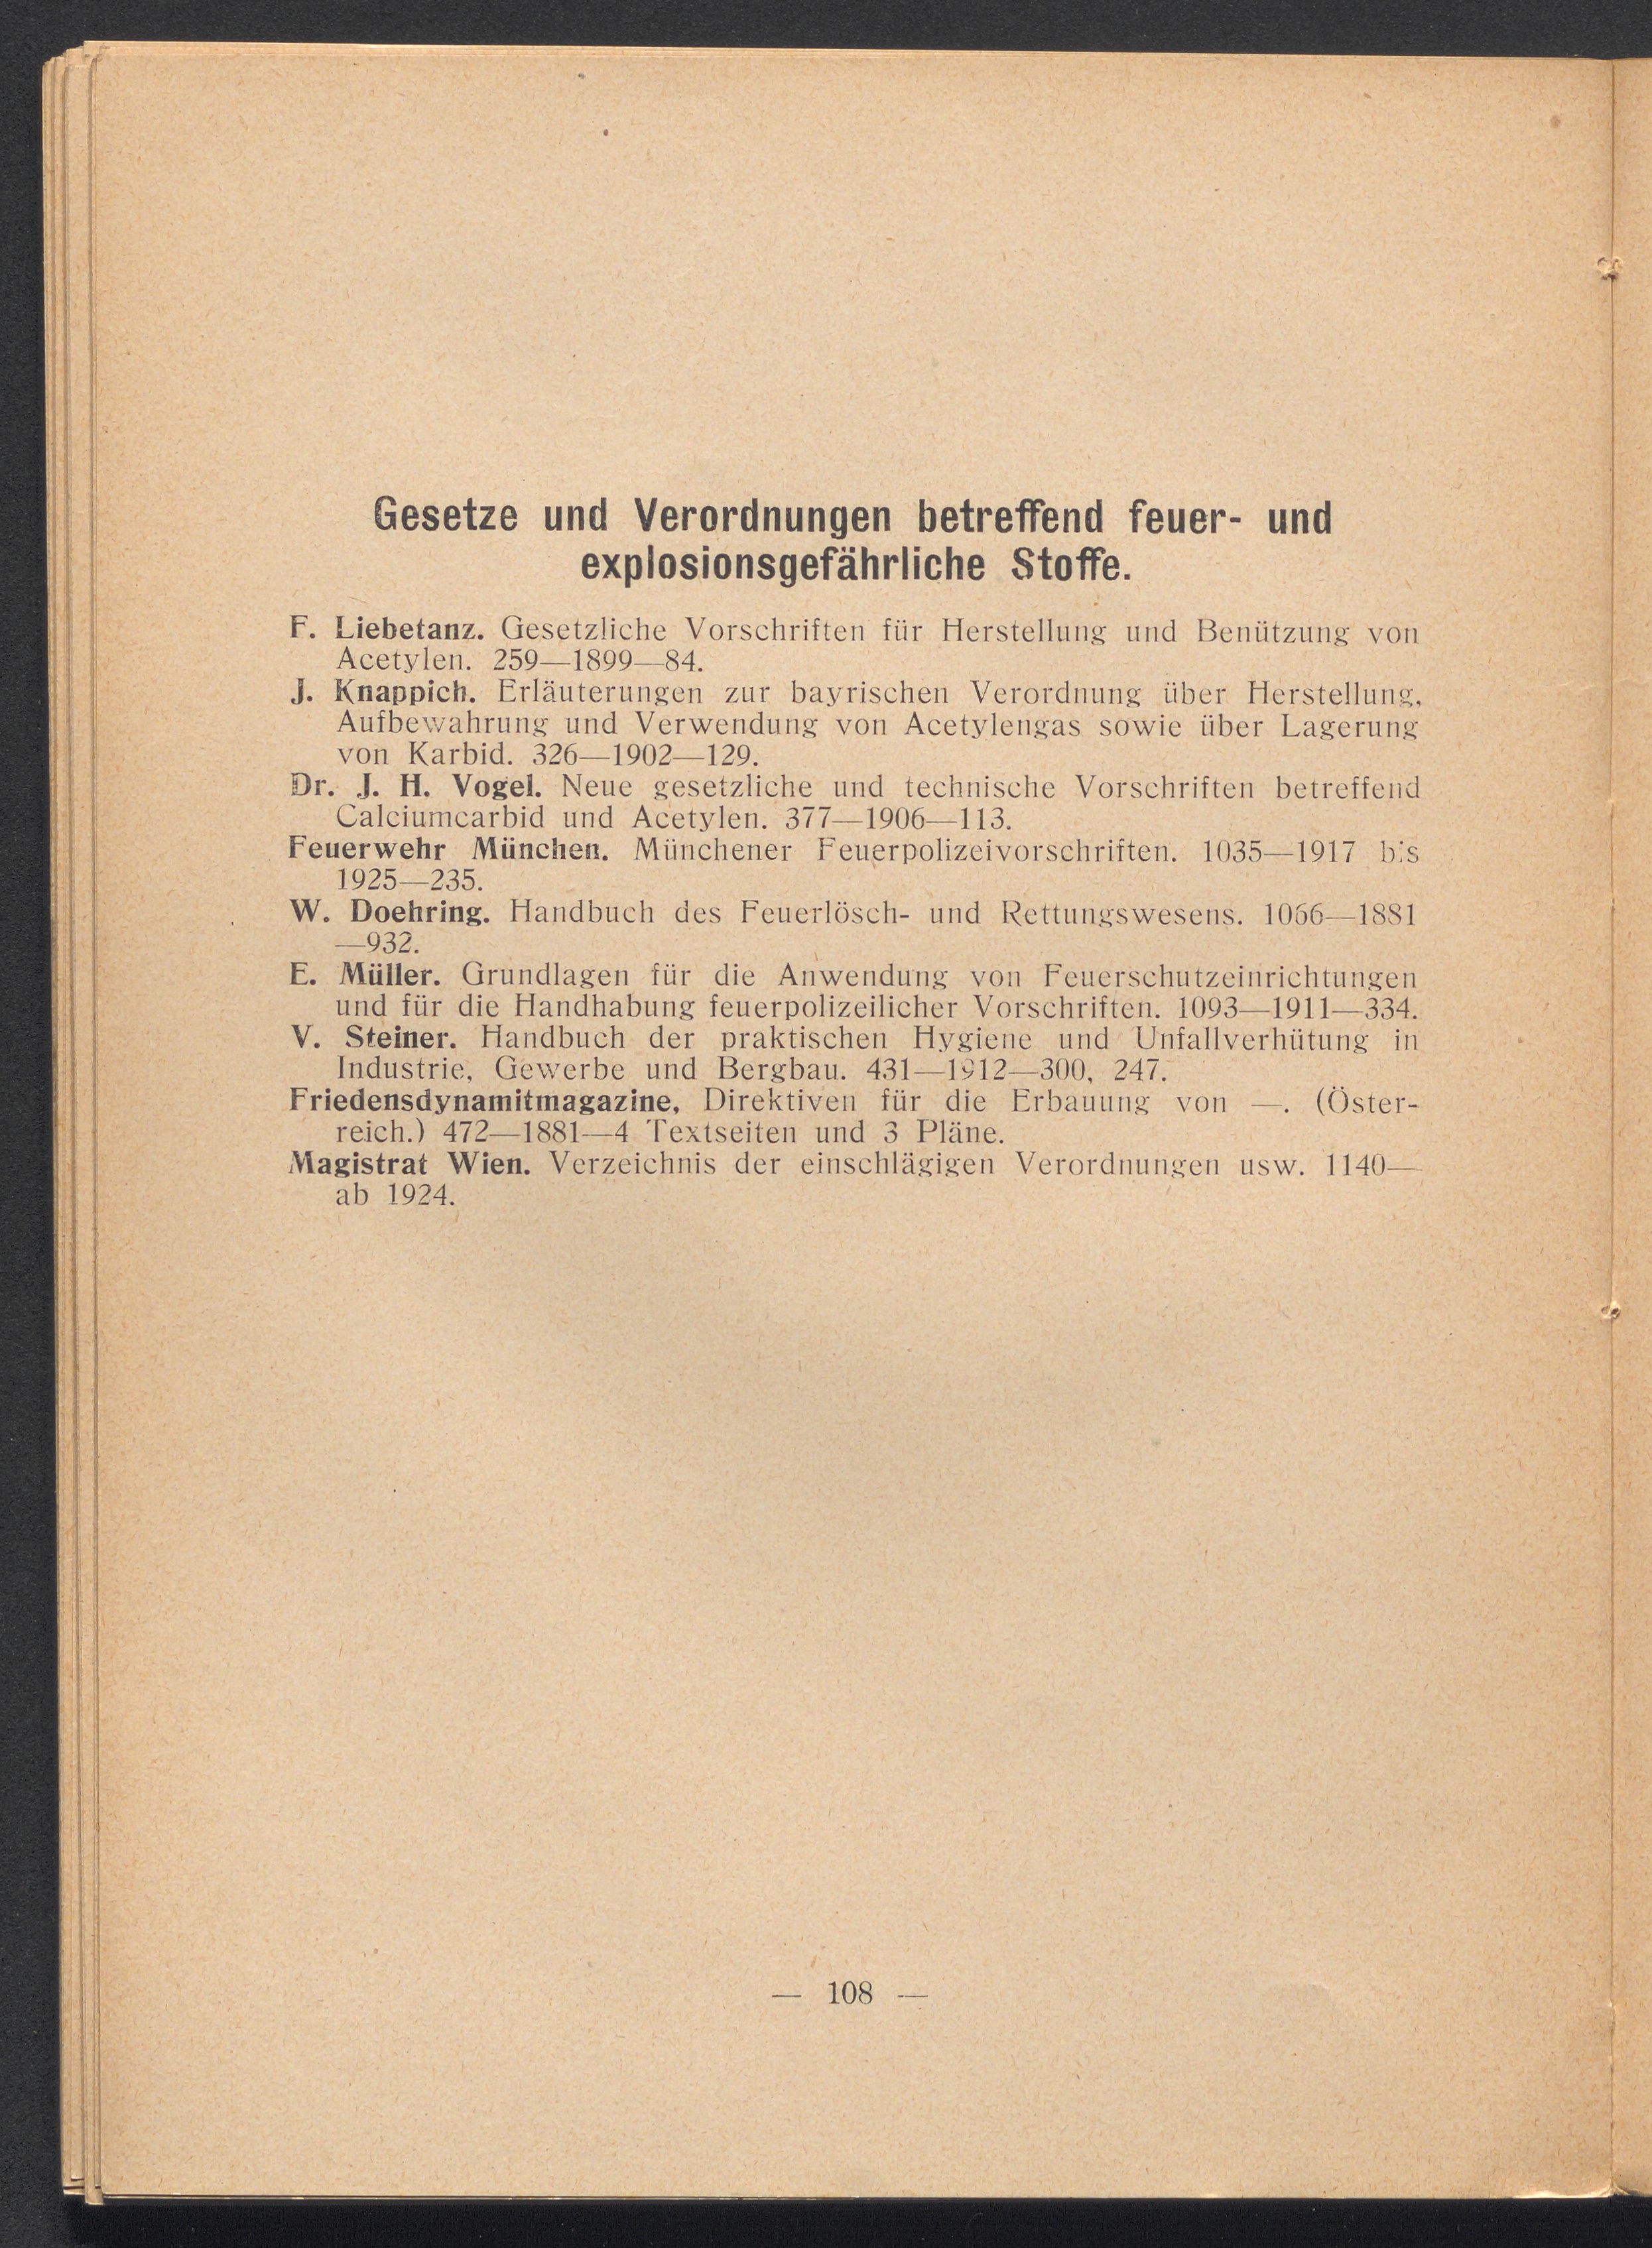 Gesetze und Verordnungen betreffend feuer- und
explosionsgefährliche Stoffe.
F. Liebetanz. Gesetzliche Vorschriften für Herstellung und Benützung von
Acetylen. 259—1899—84.
J. Knappich. Erläuterungen zur bayrischen Verordnung über Herstellung,
Aufbewahrung und Verwendung von Acetylengas sowie über Lagerung
von Karbid. 326—1902—129.
Dr. J. H. Vogel. Neue gesetzliche und technische Vorschriften betreffend
Calciumcarbid und Acetylen. 377—1906—113.
Feuerwehr München. Münchener Feuerpolizeivorschriften. 1035—1917 bis
1925—235.
W. Doehring. Handbuch des Feuerlösch- und Rettungswesens. 1066—1881
—932.
E. Müller. Grundlagen für die Anwendung von Feuerschutzeinrichtungen
und für die Handhabung feuerpolizeilicher Vorschriften. 1093—1911—334.
V. Steiner. Handbuch der praktischen Hygiene und Unfallverhütung in
Industrie, Gewerbe und Bergbau. 431—1912—300, 247.
Friedensdynamitmagazine, Direktiven für die Erbauung von —. (Öster-
reich.) 472—1881—4 Textseiten und 3 Pläne.
Magistrat Wien. Verzeichnis der einschlägigen Verordnungen usw. 1140—
ab 1924.
— 108 —